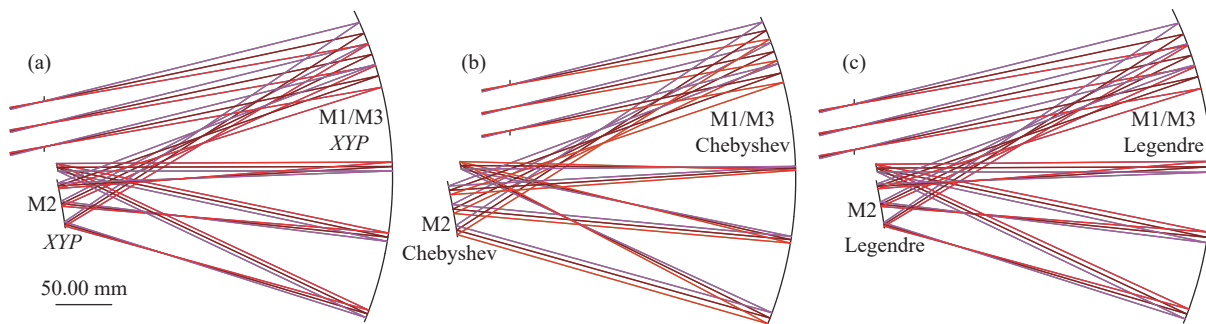 (a)
M1/M3
XYP
M2
XYP
50.00 mm
(b)
M1/M3
Chebyshev
M2
Chebyshev
(c)
M1/M3
Legendre
M2
Legendre